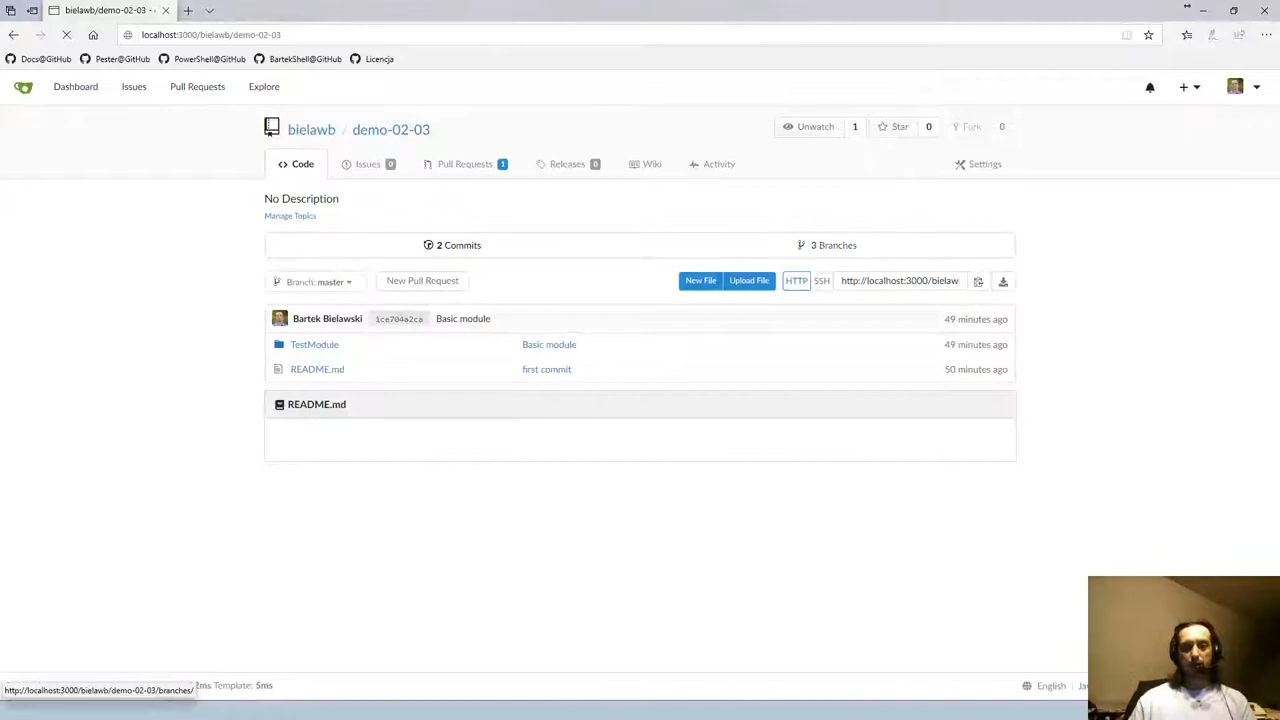 bielawb/demo-02-03 -
localhost:3000/bielawb/demo-02-03
Docs@GitHub Pester@GitHub PowerShell@GitHub BartekShell@GitHub Licencja
Dashboard Issues Pull Requests Explore
bielawb / demo-02-03 Unwatch 1 Star 0 Fork 0
Code Issues 0 Pull Requests 1 Releases 0 Wiki Activity Settings
No Description
Manage Topics
2 Commits 3 Branches
Branch: master New Pull Request New File Upload File HTTP SSH http://localhost:3000/bielaw
Bartek Bielawski 1ce704a2ca Basic module 49 minutes ago
TestModule Basic module 49 minutes ago
README.md first commit 50 minutes ago
README.md
2ms Template: 5ms English
http://localhost:3000/bielawb/demo-02-03/branches/